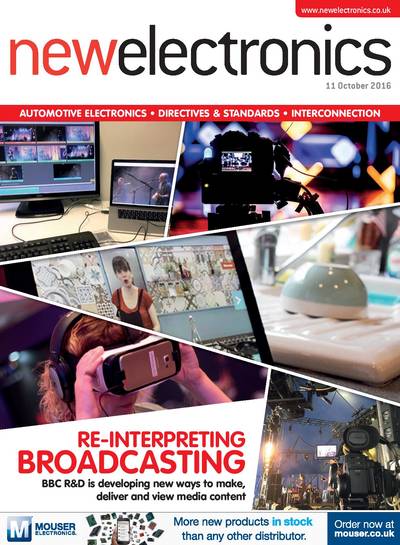 www.newelectronics.co.uk
newelectronics
11 October 2016
AUTOMOTIVE ELECTRONICS • DIRECTIVES & STANDARDS • INTERCONNECTION
RE-INTERPRETING
BROADCASTING
BBC R&D is developing new ways to make,
deliver and view media content
M MOUSER
ELECTRONICS.
More new products in stock
than any other distributor.
Order now at
mouser.co.uk